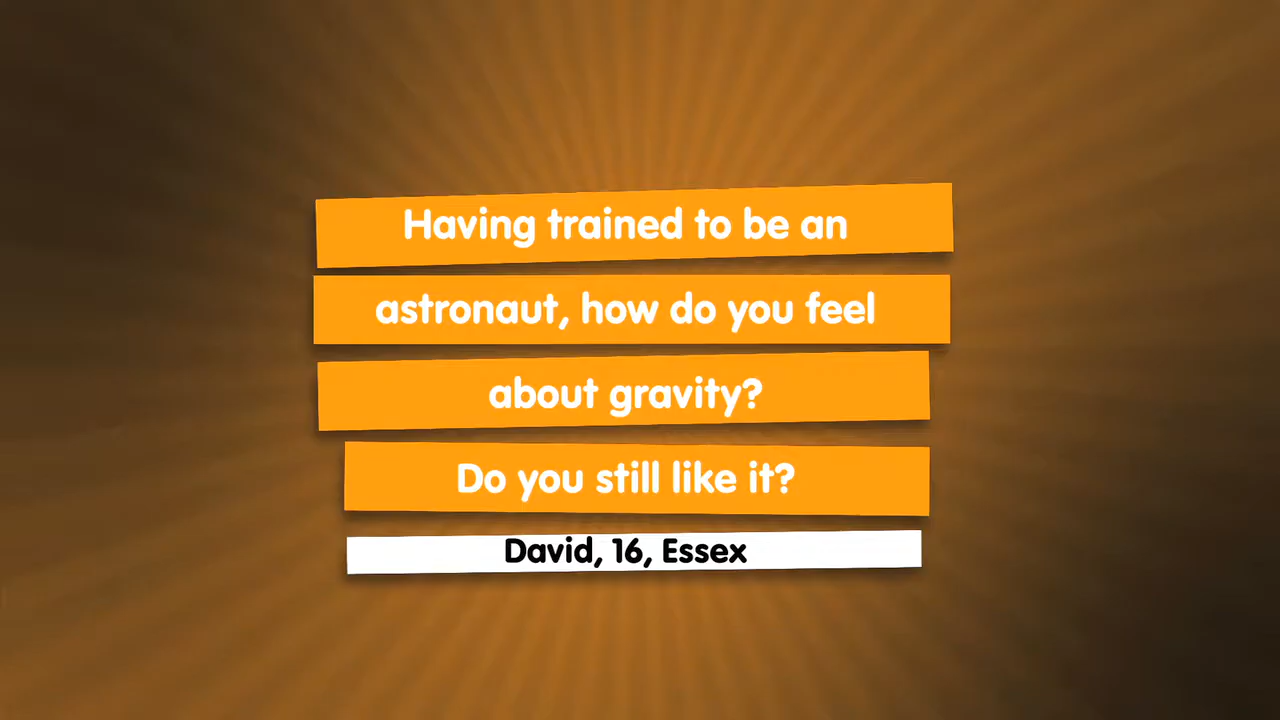 Having trained to be an
astronaut, how do you feel
about gravity?
Do you still like it?
David, 16, Essex